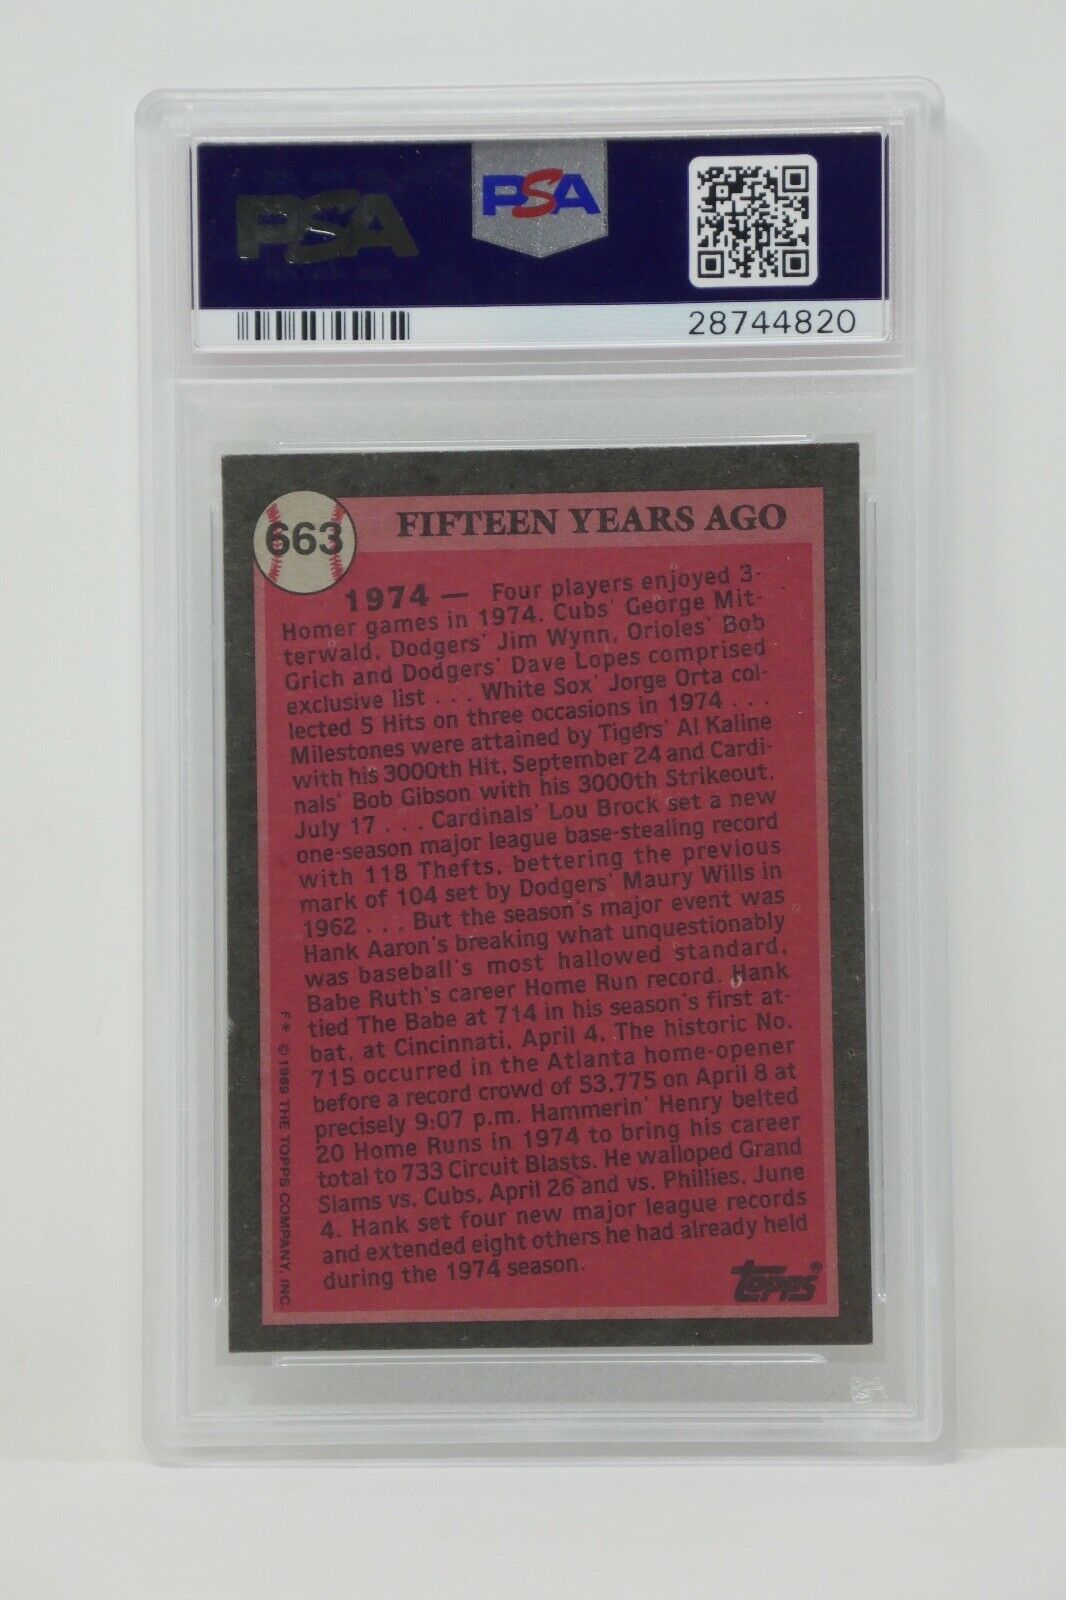 PSA
PSA
28744820
663
FIFTEEN YEARS AGO
1974 — Four players enjoyed 3-
Homer games in 1974. Cubs' George Mit-
terwald, Dodgers' Jim Wynn, Orioles' Bob
Grich and Dodgers' Dave Lopes comprised
exclusive list . . . White Sox' Jorge Orta col-
lected 5 Hits on three occasions in 1974 . . .
Milestones were attained by Tigers' Al Kaline
with his 3000th Hit, September 24 and Cardi-
nals' Bob Gibson with his 3000th Strikeout,
July 17 . . . Cardinals' Lou Brock set a new
one-season major league base-stealing record
with 118 Thefts, bettering the previous
mark of 104 set by Dodgers' Maury Wills in
1962 . . . But the season's major event was
Hank Aaron's breaking what unquestionably
was baseball's most hallowed standard,
Babe Ruth's career Home Run record. Hank
tied The Babe at 714 in his season's first at-
bat, at Cincinnati, April 4. The historic No.
715 occurred in the Atlanta home-opener
before a record crowd of 53,775 on April 8 at
precisely 9:07 p.m. Hammerin' Henry belted
20 Home Runs in 1974 to bring his career
total to 733 Circuit Blasts. He walloped Grand
Slams vs. Cubs, April 26 and vs. Phillies, June
4. Hank set four new major league records
and extended eight others he had already held
during the 1974 season.
F* © 1989 THE TOPPS COMPANY, INC.
TOPPS®